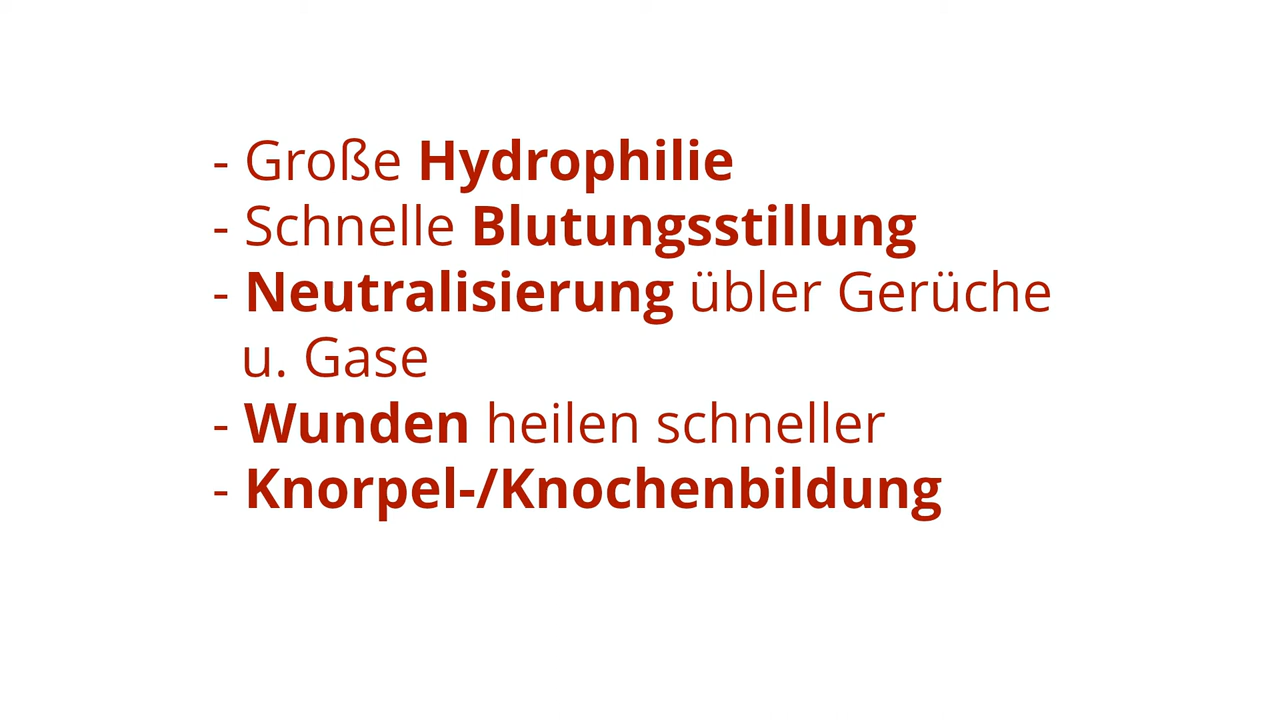 - Große Hydrophilie
- Schnelle Blutungsstillung
- Neutralisierung übler Gerüche
u. Gase
- Wunden heilen schneller
- Knorpel-/Knochenbildung